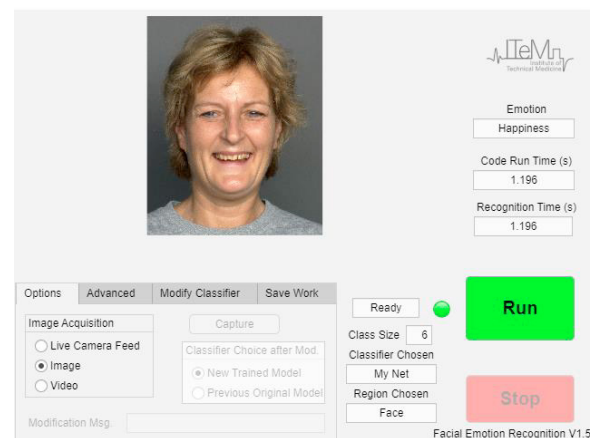 ITeM
Institute of
Technical Medicine
Emotion
Happiness
Code Run Time (s)
1.196
Recognition Time (s)
1.196
Options Advanced Modify Classifier Save Work
Image Acquisition
Live Camera Feed
Image
Video
Capture
Classifier Choice after Mod.
New Trained Model
Previous Original Model
Modification Msg.
Ready
Class Size 6
Classifier Chosen
My Net
Region Chosen
Face
Run
Stop
Facial Emotion Recognition V1.5